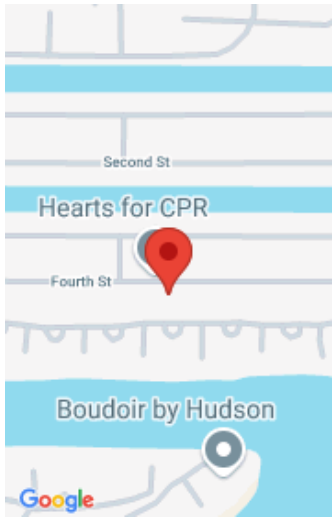 Second St
Hearts for CPR
Fourth St
Boudoir by Hudson
Google